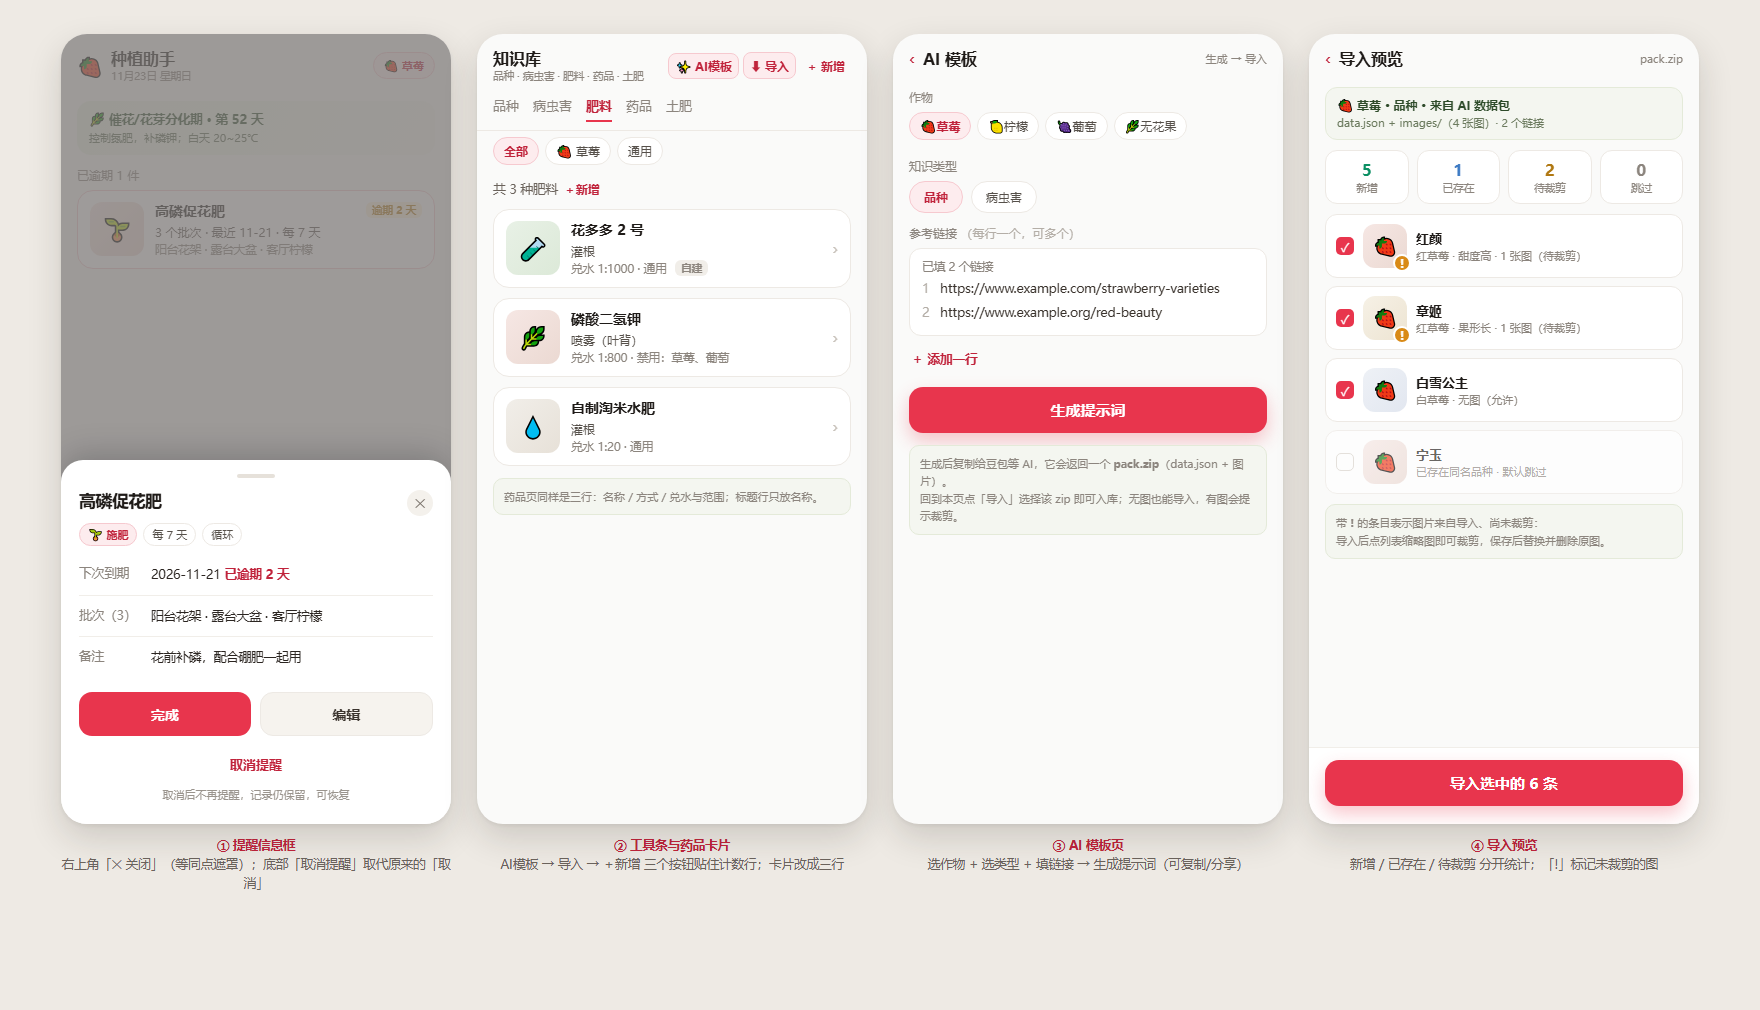 种植助手
11月23日 星期日
草莓
催花/花芽分化期 • 第 52 天
控制氮肥，补磷钾；白天 20~25℃
已逾期 1 件
高磷促花肥
逾期 2 天
3 个批次 · 最近 11-21 · 每 7 天
阳台花架 · 露台大盆 · 客厅柠檬
高磷促花肥
施肥
每 7 天
循环
下次到期
2026-11-21 已逾期 2 天
批次（3）
阳台花架 · 露台大盆 · 客厅柠檬
备注
花前补磷，配合硼肥一起用
完成
编辑
取消提醒
取消后不再提醒，记录仍保留，可恢复
① 提醒信息框
右上角「✕ 关闭」（等同点遮罩）；底部「取消提醒」取代原来的「取
消」
知识库
品种 · 病虫害 · 肥料 · 药品 · 土肥
AI模板
导入
+ 新增
品种
病虫害
肥料
药品
土肥
全部
草莓
通用
共 3 种肥料 + 新增
花多多 2 号
灌根
兑水 1:1000 · 通用 自建
磷酸二氢钾
喷雾（叶背）
兑水 1:800 · 禁用：草莓、葡萄
自制淘米水肥
灌根
兑水 1:20 · 通用
药品页同样是三行：名称 / 方式 / 兑水与范围；标题行只放名称。
② 工具条与药品卡片
AI模板 → 导入 → ＋新增 三个按钮贴住计数行；卡片改成三行
‹ AI 模板
生成 → 导入
作物
草莓
柠檬
葡萄
无花果
知识类型
品种
病虫害
参考链接 （每行一个，可多个）
已填 2 个链接
1 https://www.example.com/strawberry-varieties
2 https://www.example.org/red-beauty
+ 添加一行
生成提示词
生成后复制给豆包等 AI，它会返回一个 pack.zip（data.json + 图
片）。
回到本页点「导入」选择该 zip 即可入库；无图也能导入，有图会提
示裁剪。
③ AI 模板页
选作物 + 选类型 + 填链接 → 生成提示词（可复制/分享）
‹ 导入预览
pack.zip
草莓 • 品种 • 来自 AI 数据包
data.json + images/（4 张图）· 2 个链接
5
新增
1
已存在
2
待裁剪
0
跳过
红颜
红草莓 · 甜度高 · 1 张图（待裁剪）
章姬
红草莓 · 果形长 · 1 张图（待裁剪）
白雪公主
白草莓 · 无图（允许）
宁玉
已存在同名品种 · 默认跳过
带 ! 的条目表示图片来自导入、尚未裁剪：
导入后点列表缩略图即可裁剪，保存后替换并删除原图。
导入选中的 6 条
④ 导入预览
新增 / 已存在 / 待裁剪 分开统计；「!」标记未裁剪的图